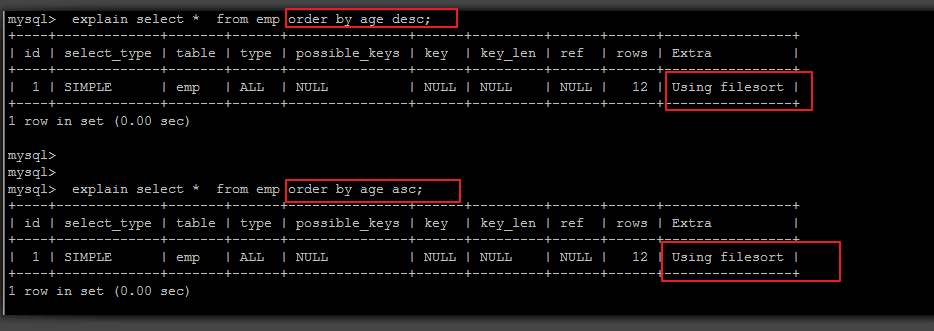 mysql>  explain select *  from emp order by age desc;
+----+-------------+-------+------+---------------+------+---------+------+------+----------------+
| id | select_type | table | type | possible_keys | key  | key_len | ref  | rows | Extra          |
+----+-------------+-------+------+---------------+------+---------+------+------+----------------+
|  1 | SIMPLE      | emp   | ALL  | NULL          | NULL | NULL    | NULL |   12 | Using filesort |
+----+-------------+-------+------+---------------+------+---------+------+------+----------------+
1 row in set (0.00 sec)
mysql>
mysql>
mysql>  explain select *  from emp order by age asc;
+----+-------------+-------+------+---------------+------+---------+------+------+----------------+
| id | select_type | table | type | possible_keys | key  | key_len | ref  | rows | Extra          |
+----+-------------+-------+------+---------------+------+---------+------+------+----------------+
|  1 | SIMPLE      | emp   | ALL  | NULL          | NULL | NULL    | NULL |   12 | Using filesort |
+----+-------------+-------+------+---------------+------+---------+------+------+----------------+
1 row in set (0.00 sec)